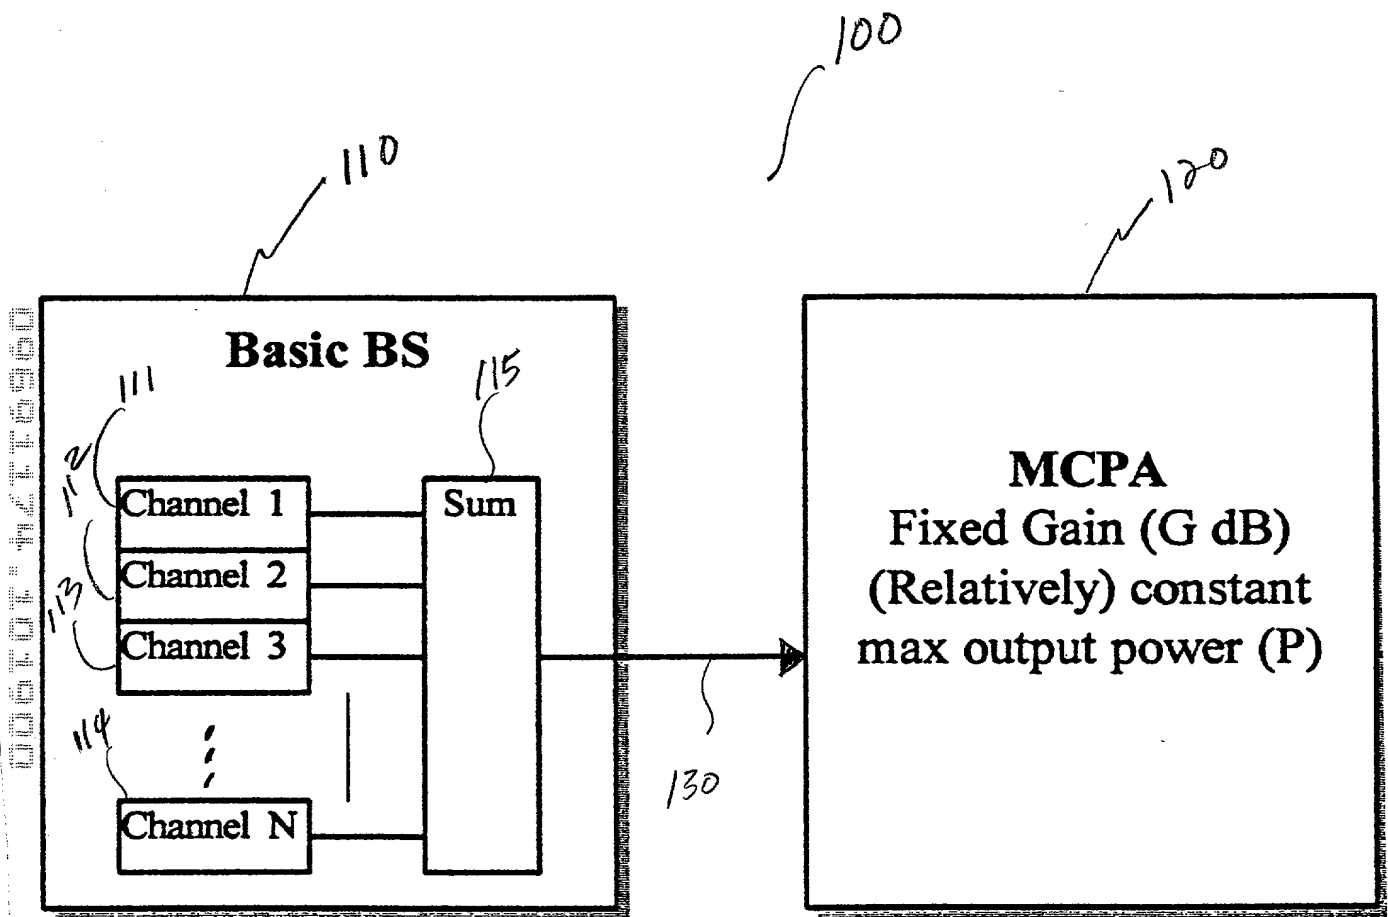 100
110
120
Basic BS
111
115
112
Channel 1
Sum
Channel 2
113
Channel 3
114
Channel N
130
MCPA
Fixed Gain (G dB)
(Relatively) constant
max output power (P)